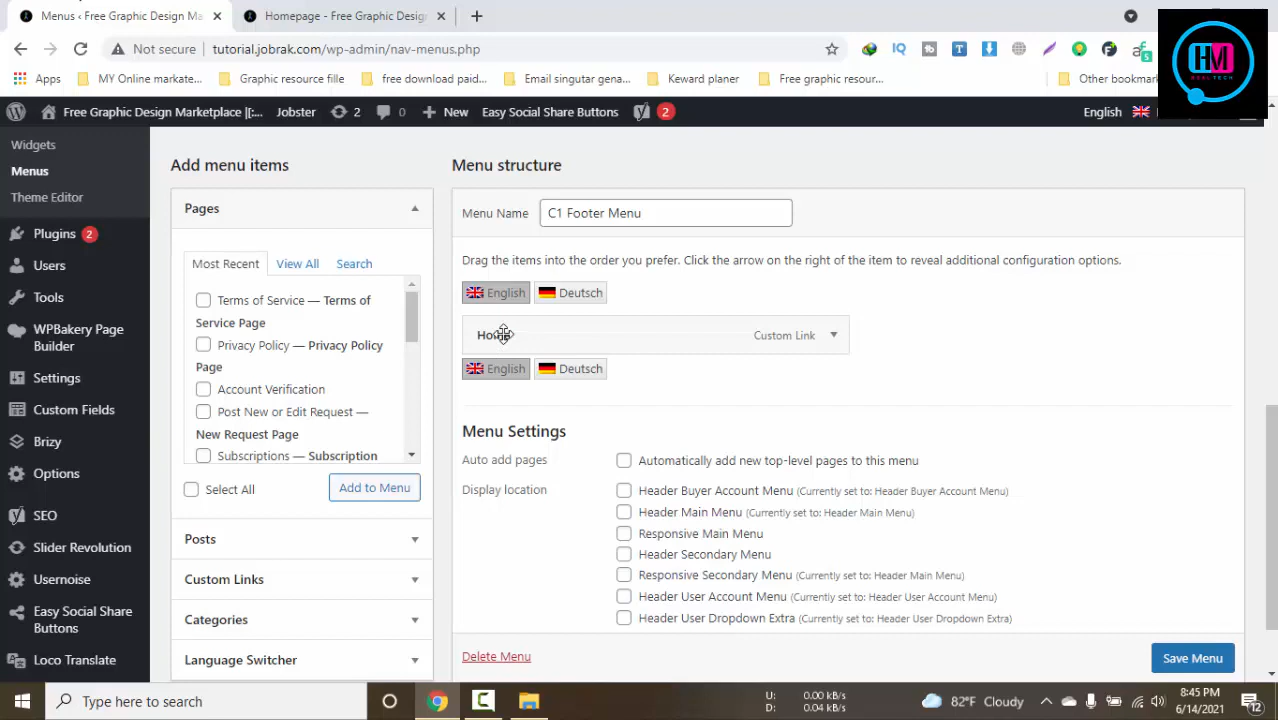 Menus ‹ Free Graphic Design Ma
Homepage - Free Graphic Desig
Not secure
tutorial.jobrak.com/wp-admin/nav-menus.php
Apps
MY Online markate...
Graphic resource file
free download paid...
Email singutar gena...
Keward planer
Free graphic resour...
Other bookmark
HM
REAL TECH
Free Graphic Design Marketplace |[:...
Jobster
2
0
New
Easy Social Share Buttons
2
English
Widgets
Menus
Theme Editor
Plugins 2
Users
Tools
WPBakery Page
Builder
Settings
Custom Fields
Brizy
Options
SEO
Slider Revolution
Usernoise
Easy Social Share
Buttons
Loco Translate
Add menu items
Pages
Most Recent
View All
Search
Terms of Service — Terms of
Service Page
Privacy Policy — Privacy Policy
Page
Account Verification
Post New or Edit Request —
New Request Page
Subscriptions — Subscription
Select All
Add to Menu
Posts
Custom Links
Categories
Language Switcher
Menu structure
Menu Name
C1 Footer Menu
Drag the items into the order you prefer. Click the arrow on the right of the item to reveal additional configuration options.
English
Deutsch
Home
Custom Link
English
Deutsch
Menu Settings
Auto add pages
Automatically add new top-level pages to this menu
Display location
Header Buyer Account Menu (Currently set to: Header Buyer Account Menu)
Header Main Menu (Currently set to: Header Main Menu)
Responsive Main Menu
Header Secondary Menu
Responsive Secondary Menu (Currently set to: Header Main Menu)
Header User Account Menu (Currently set to: Header User Account Menu)
Header User Dropdown Extra (Currently set to: Header User Dropdown Extra)
Delete Menu
Save Menu
Type here to search
U: 0.00 kB/s
D: 0.04 kB/s
82°F Cloudy
8:45 PM
6/14/2021
12